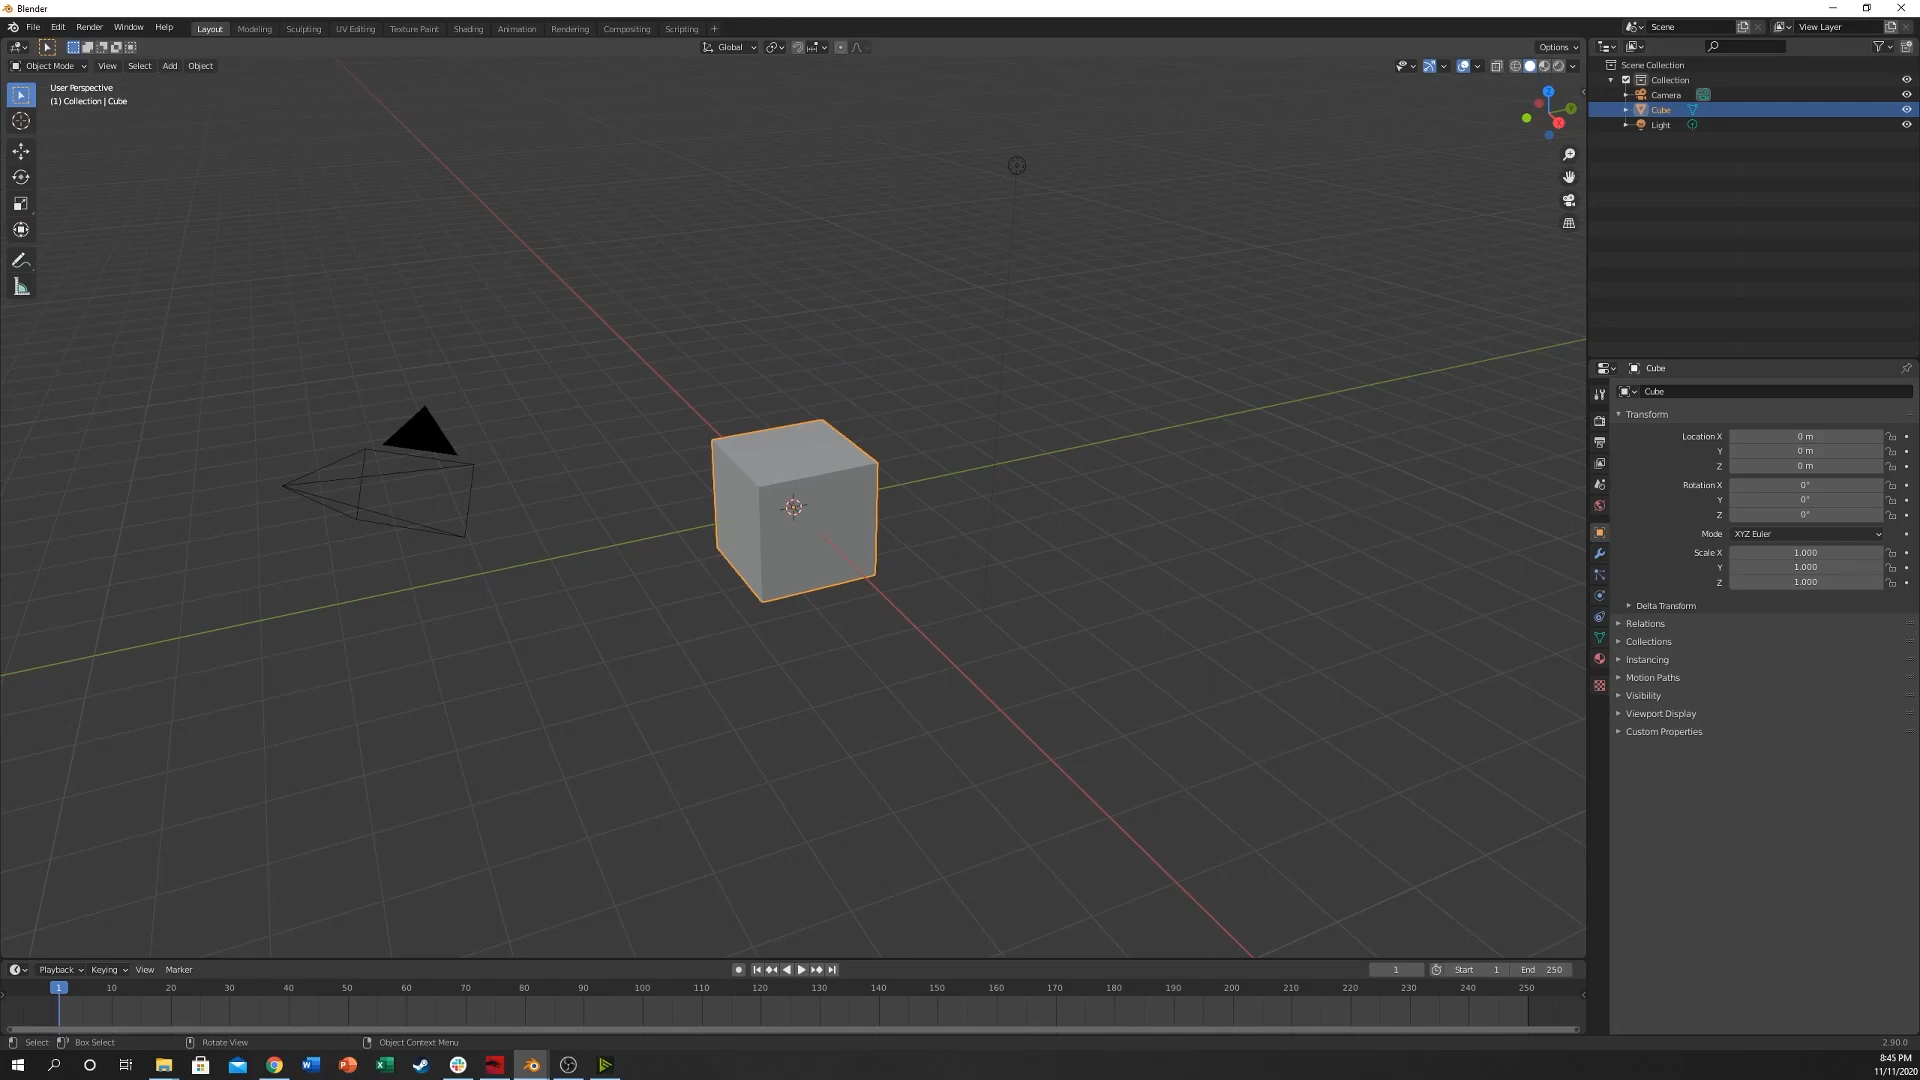 Blender
File Edit Render Window Help Layout Modeling Sculpting UV Editing Texture Paint Shading Animation Rendering Compositing Scripting + Scene View Layer
Global Options
Object Mode View Select Add Object
User Perspective
(1) Collection | Cube
Z
Y
X
Scene Collection
Collection
Camera
Cube
Light
Cube
Cube
Transform
Location X 0 m
Y 0 m
Z 0 m
Rotation X 0°
Y 0°
Z 0°
Mode XYZ Euler
Scale X 1.000
Y 1.000
Z 1.000
Delta Transform
Relations
Collections
Instancing
Motion Paths
Visibility
Viewport Display
Custom Properties
Playback Keying View Marker 1 Start 1 End 250
1 10 20 30 40 50 60 70 80 90 100 110 120 130 140 150 160 170 180 190 200 210 220 230 240 250
Select Box Select Rotate View Object Context Menu 2.90.0
8:45 PM
11/11/2020